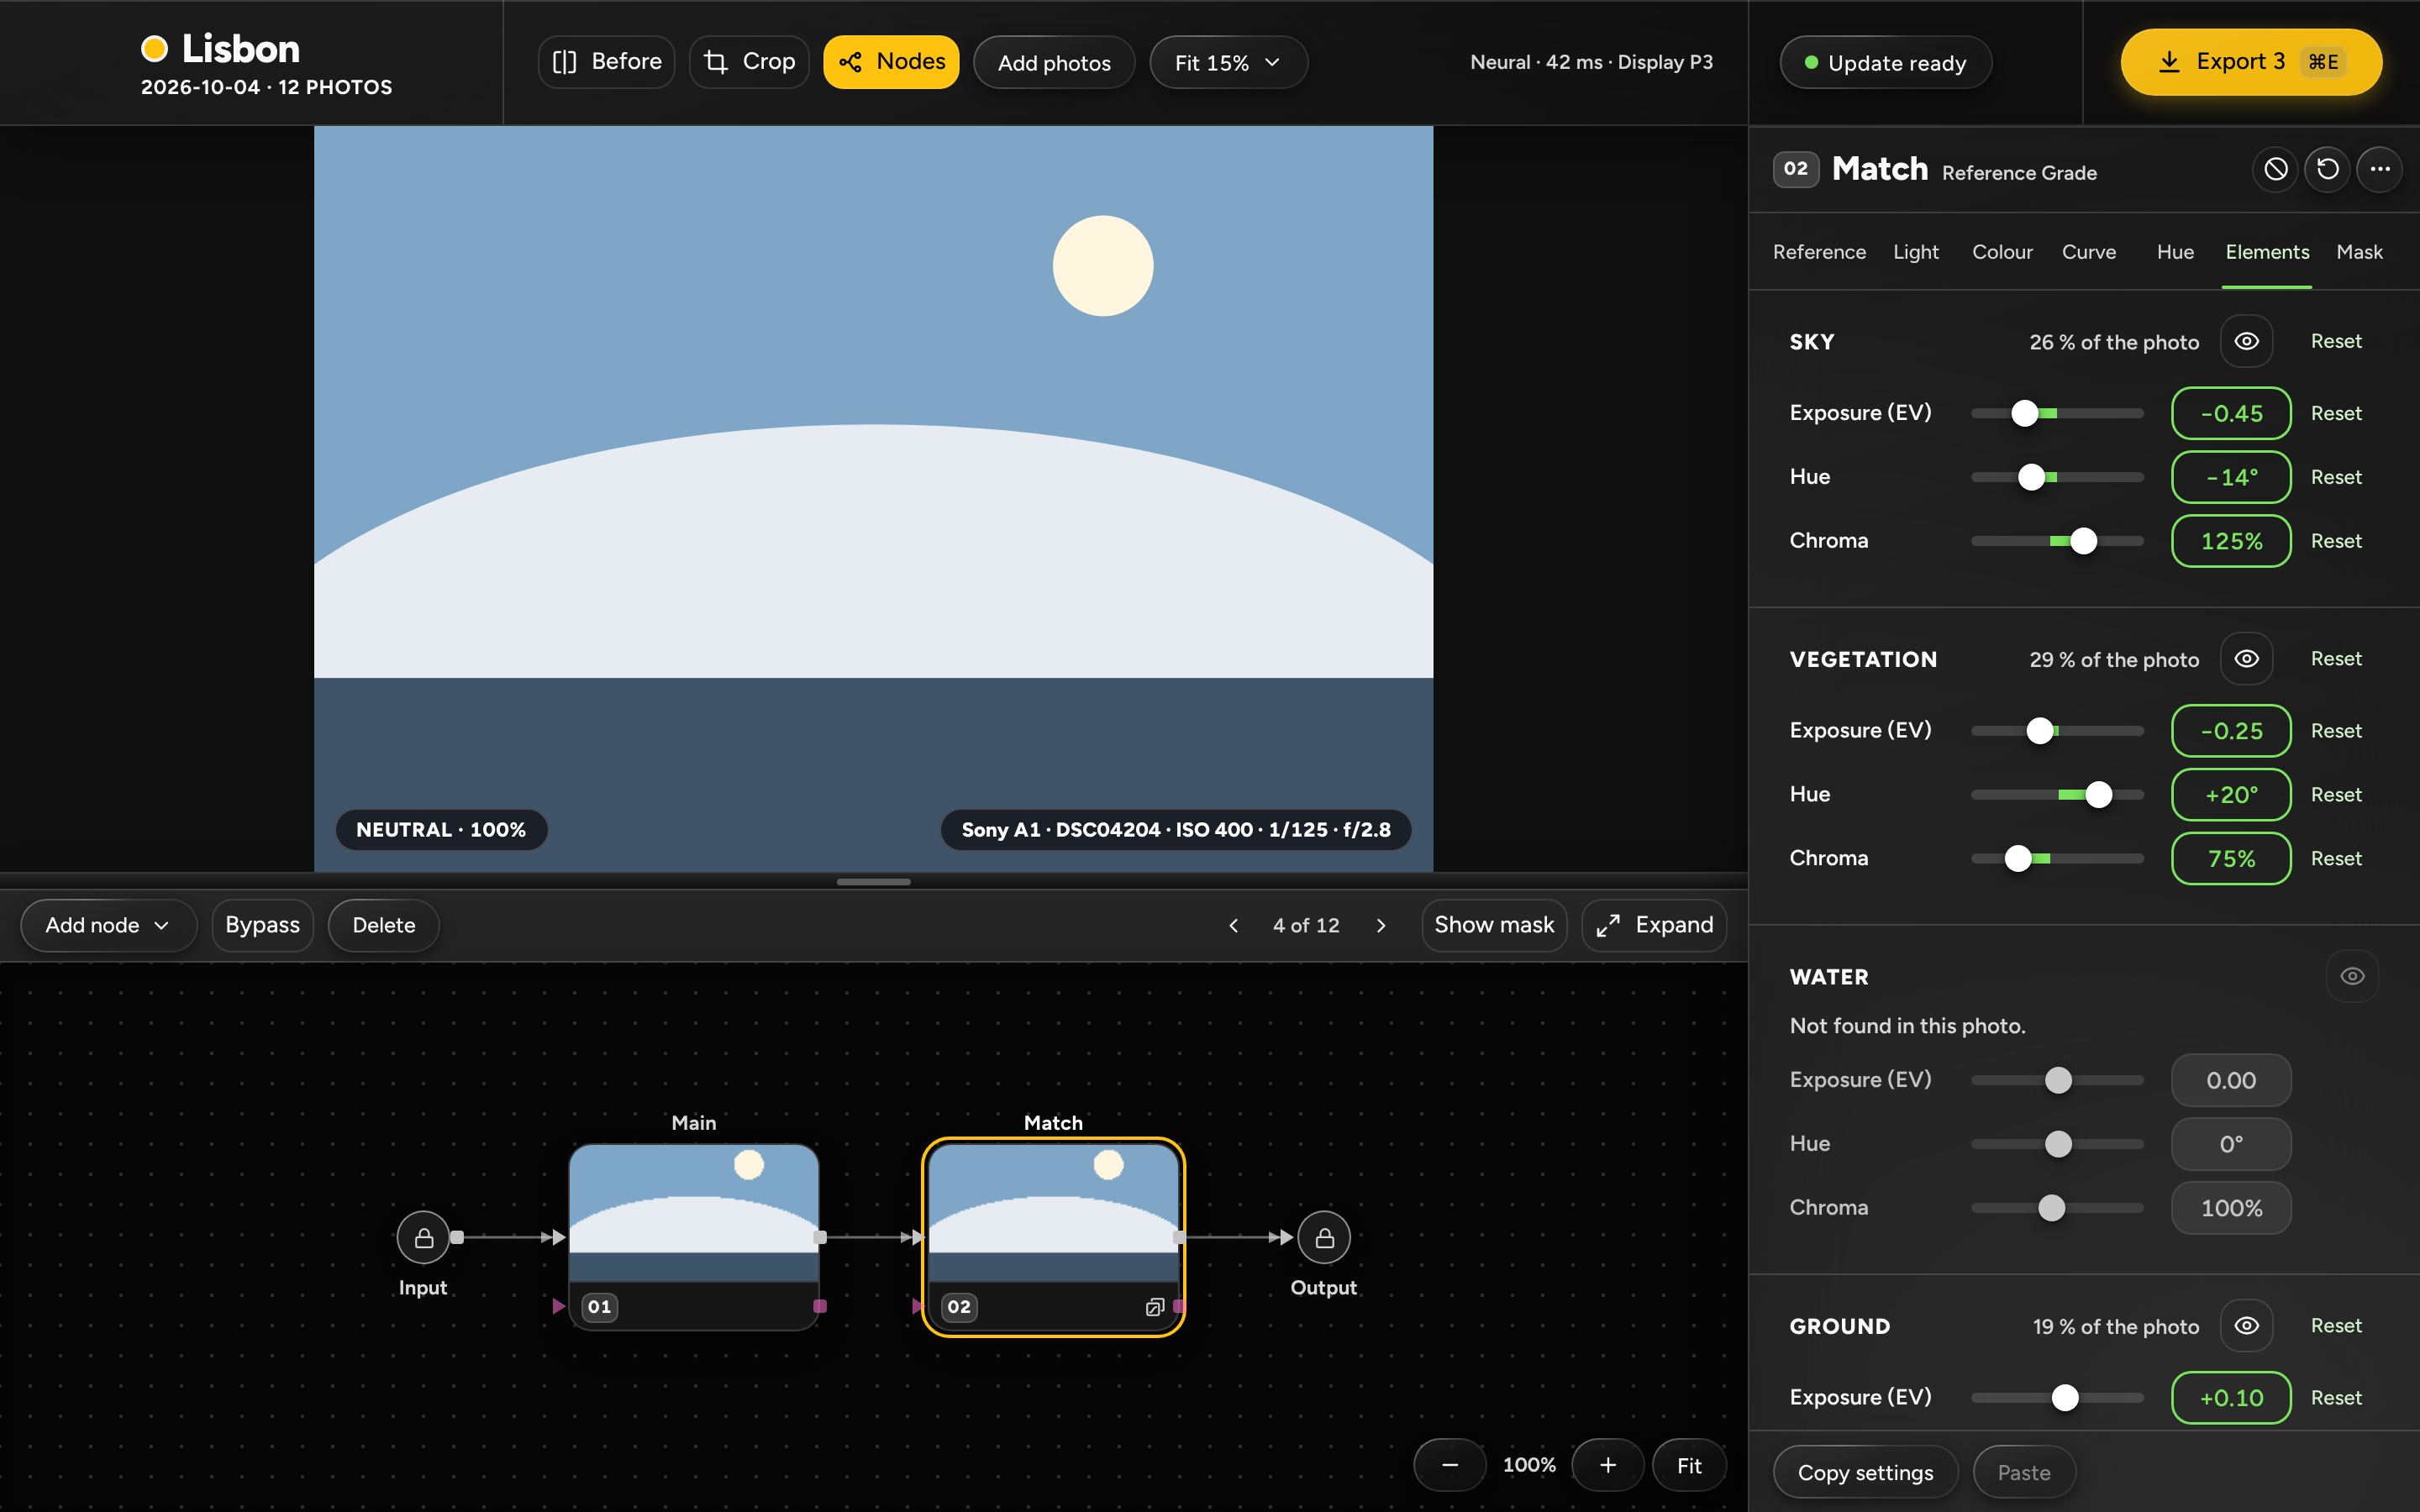 Lisbon
2026-10-04 · 12 PHOTOS
Before
Crop
Nodes
Add photos
Fit 15%
Neural · 42 ms · Display P3
Update ready
Export 3 ⌘E
02 Match Reference Grade
Reference Light Colour Curve Hue Elements Mask
SKY 26 % of the photo Reset
Exposure (EV) −0.45 Reset
Hue −14° Reset
Chroma 125% Reset
VEGETATION 29 % of the photo Reset
Exposure (EV) −0.25 Reset
Hue +20° Reset
Chroma 75% Reset
WATER
Not found in this photo.
Exposure (EV) 0.00
Hue 0°
Chroma 100%
GROUND 19 % of the photo Reset
Exposure (EV) +0.10 Reset
Copy settings Paste
NEUTRAL · 100%
Sony A1 · DSC04204 · ISO 400 · 1/125 · f/2.8
Add node Bypass Delete
4 of 12
Show mask Expand
Main
Match
Input
Output
01
02
100%
Fit